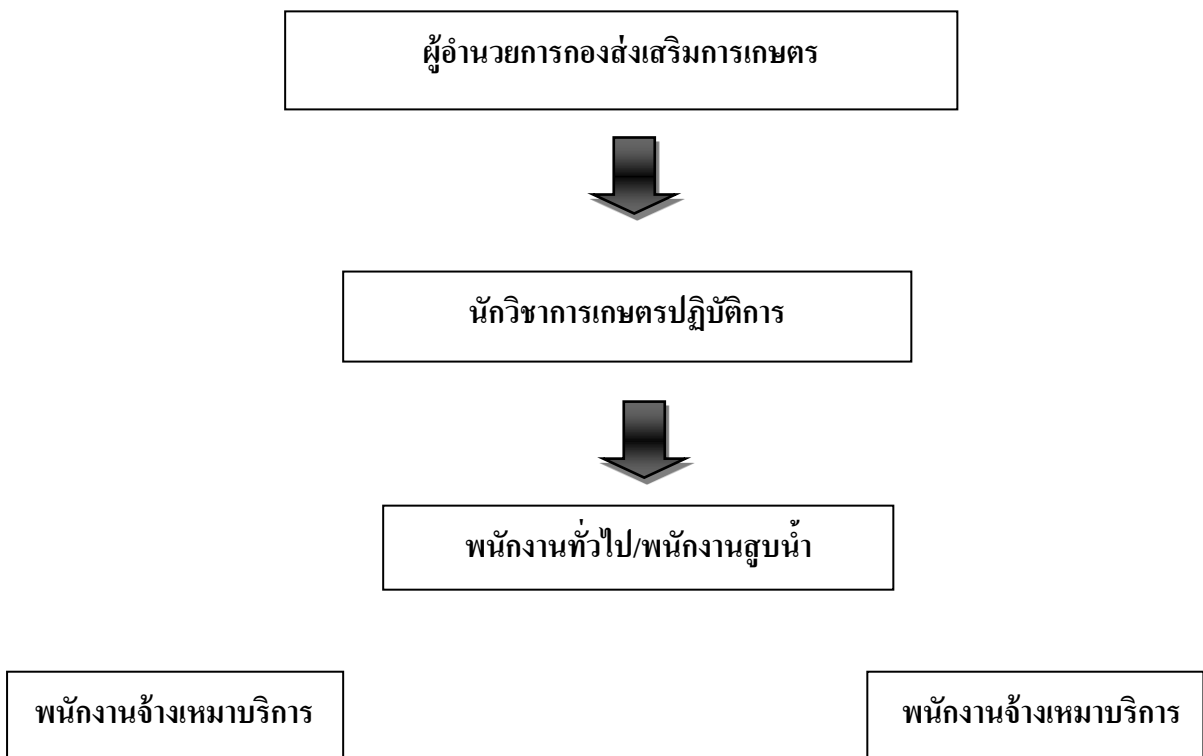 ผู้อำนวยการกองส่งเสริมการเกษตร
นักวิชาการเกษตรปฏิบัติการ
พนักงานทั่วไป/พนักงานสูบน้ำ
พนักงานจ้างเหมาบริการ
พนักงานจ้างเหมาบริการ